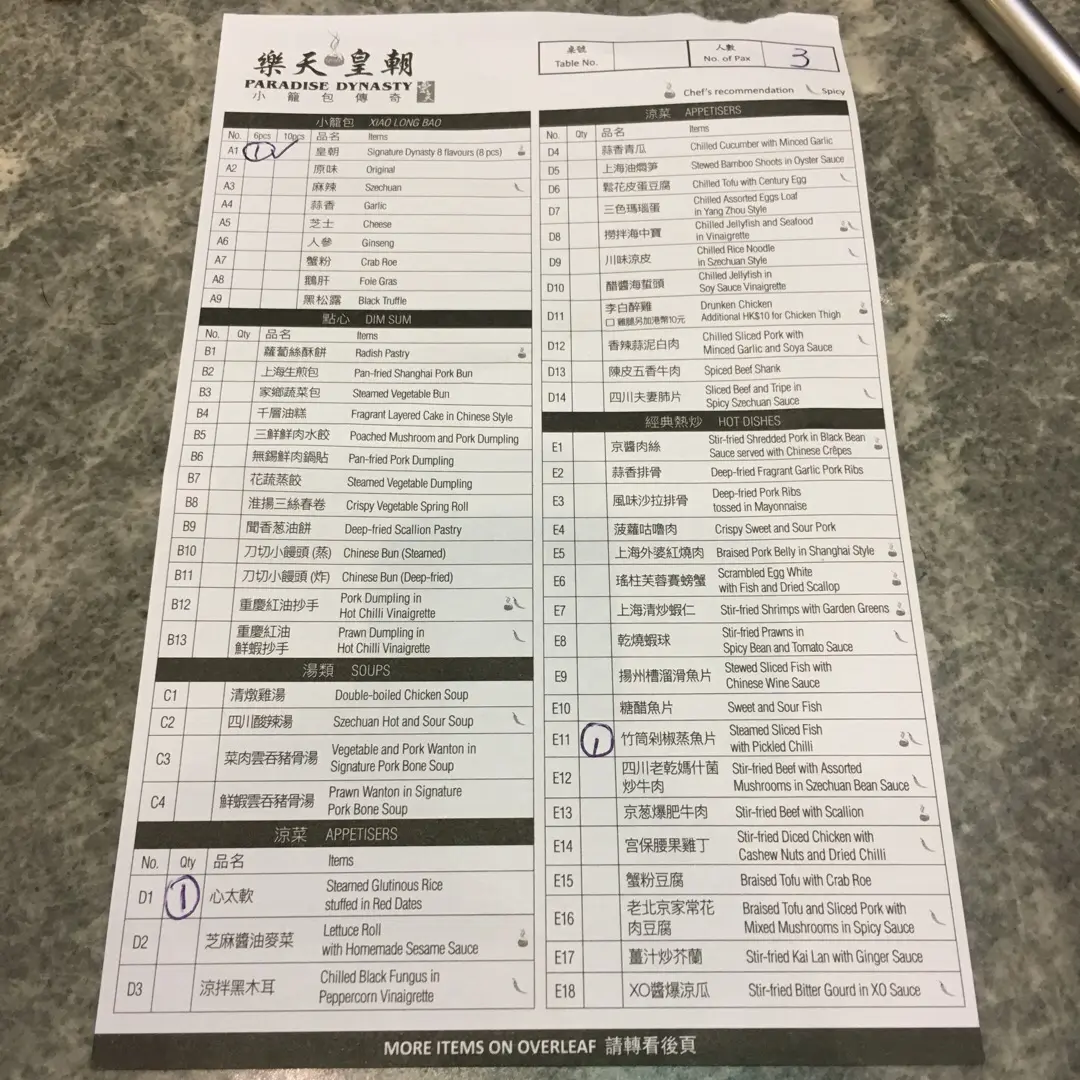 樂天皇朝
PARADISE DYNASTY
小籠包傳奇
桌號 Table No.
人數 No. of Pax 3
Chef's recommendation Spicy
小籠包 XIAO LONG BAO
No. 6pcs 10pcs 品名 Items
A1 1 皇朝 Signature Dynasty 8 flavours (8 pcs)
A2 原味 Original
A3 麻辣 Szechuan
A4 蒜香 Garlic
A5 芝士 Cheese
A6 人參 Ginseng
A7 蟹粉 Crab Roe
A8 鵝肝 Foie Gras
A9 黑松露 Black Truffle
點心 DIM SUM
No. Qty 品名 Items
B1 蘿蔔絲酥餅 Radish Pastry
B2 上海生煎包 Pan-fried Shanghai Pork Bun
B3 家鄉蔬菜包 Steamed Vegetable Bun
B4 千層油糕 Fragrant Layered Cake in Chinese Style
B5 三鮮鮮肉水餃 Poached Mushroom and Pork Dumpling
B6 無錫鮮肉鍋貼 Pan-fried Pork Dumpling
B7 花蔬蒸餃 Steamed Vegetable Dumpling
B8 淮揚三絲春卷 Crispy Vegetable Spring Roll
B9 聞香葱油餅 Deep-fried Scallion Pastry
B10 刀切小饅頭 (蒸) Chinese Bun (Steamed)
B11 刀切小饅頭 (炸) Chinese Bun (Deep-fried)
B12 重慶紅油抄手 Pork Dumpling in
Hot Chilli Vinaigrette
B13 重慶紅油 Prawn Dumpling in
鮮蝦抄手 Hot Chilli Vinaigrette
湯類 SOUPS
C1 清燉雞湯 Double-boiled Chicken Soup
C2 四川酸辣湯 Szechuan Hot and Sour Soup
C3 菜肉雲吞豬骨湯 Vegetable and Pork Wanton in
Signature Pork Bone Soup
C4 鮮蝦雲吞豬骨湯 Prawn Wanton in Signature
Pork Bone Soup
涼菜 APPETISERS
No. Qty 品名 Items
D1 1 心太軟 Steamed Glutinous Rice
stuffed in Red Dates
D2 芝麻醬油麥菜 Lettuce Roll
with Homemade Sesame Sauce
D3 涼拌黑木耳 Chilled Black Fungus in
Peppercorn Vinaigrette
涼菜 APPETISERS
No. Qty 品名 Items
D4 蒜香青瓜 Chilled Cucumber with Minced Garlic
D5 上海油燜筍 Stewed Bamboo Shoots in Oyster Sauce
D6 鬆花皮蛋豆腐 Chilled Tofu with Century Egg
D7 三色瑪瑙蛋 Chilled Assorted Eggs Loaf
in Yang Zhou Style
D8 撈拌海中寶 Chilled Jellyfish and Seafood
in Vinaigrette
D9 川味涼皮 Chilled Rice Noodle
in Szechuan Style
D10 醋醬海蜇頭 Chilled Jellyfish in
Soy Sauce Vinaigrette
D11 李白醉雞 Drunken Chicken
☐ 雞腿另加港幣10元 Additional HK$10 for Chicken Thigh
D12 香辣蒜泥白肉 Chilled Sliced Pork with
Minced Garlic and Soya Sauce
D13 陳皮五香牛肉 Spiced Beef Shank
D14 四川夫妻肺片 Sliced Beef and Tripe in
Spicy Szechuan Sauce
經典熱炒 HOT DISHES
E1 京醬肉絲 Stir-fried Shredded Pork in Black Bean
Sauce served with Chinese Crêpes
E2 蒜香排骨 Deep-fried Fragrant Garlic Pork Ribs
E3 風味沙拉排骨 Deep-fried Pork Ribs
tossed in Mayonnaise
E4 菠蘿咕嚕肉 Crispy Sweet and Sour Pork
E5 上海外婆紅燒肉 Braised Pork Belly in Shanghai Style
E6 瑤柱芙蓉賽螃蟹 Scrambled Egg White
with Fish and Dried Scallop
E7 上海清炒蝦仁 Stir-fried Shrimps with Garden Greens
E8 乾燒蝦球 Stir-fried Prawns in
Spicy Bean and Tomato Sauce
E9 揚州糟溜滑魚片 Stewed Sliced Fish with
Chinese Wine Sauce
E10 糖醋魚片 Sweet and Sour Fish
E11 1 竹筒剁椒蒸魚片 Steamed Sliced Fish
with Pickled Chilli
E12 四川老乾媽什菌 Stir-fried Beef with Assorted
炒牛肉 Mushrooms in Szechuan Bean Sauce
E13 京葱爆肥牛肉 Stir-fried Beef with Scallion
E14 宮保腰果雞丁 Stir-fried Diced Chicken with
Cashew Nuts and Dried Chilli
E15 蟹粉豆腐 Braised Tofu with Crab Roe
E16 老北京家常花 Braised Tofu and Sliced Pork with
肉豆腐 Mixed Mushrooms in Spicy Sauce
E17 薑汁炒芥蘭 Stir-fried Kai Lan with Ginger Sauce
E18 XO醬爆涼瓜 Stir-fried Bitter Gourd in XO Sauce
MORE ITEMS ON OVERLEAF 請轉看後頁